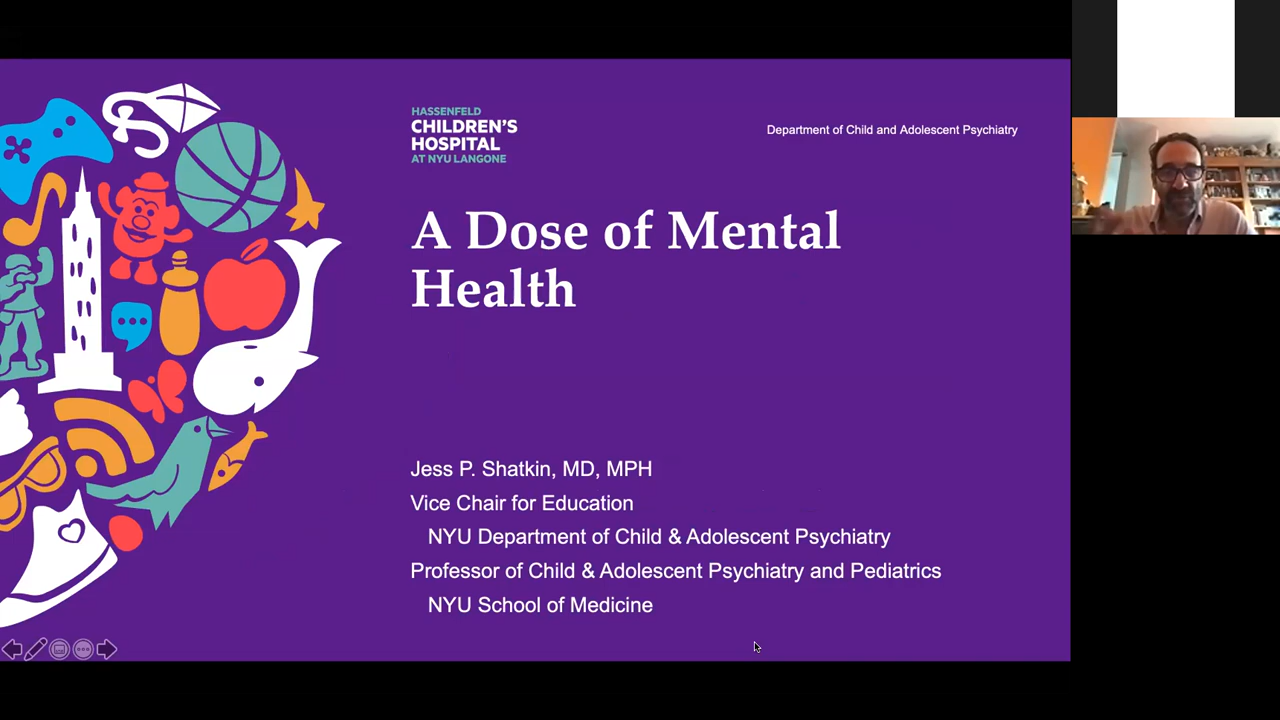 HASSENFELD
CHILDREN'S
HOSPITAL
AT NYU LANGONE
Department of Child and Adolescent Psychiatry
A Dose of Mental
Health
Jess P. Shatkin, MD, MPH
Vice Chair for Education
NYU Department of Child & Adolescent Psychiatry
Professor of Child & Adolescent Psychiatry and Pediatrics
NYU School of Medicine